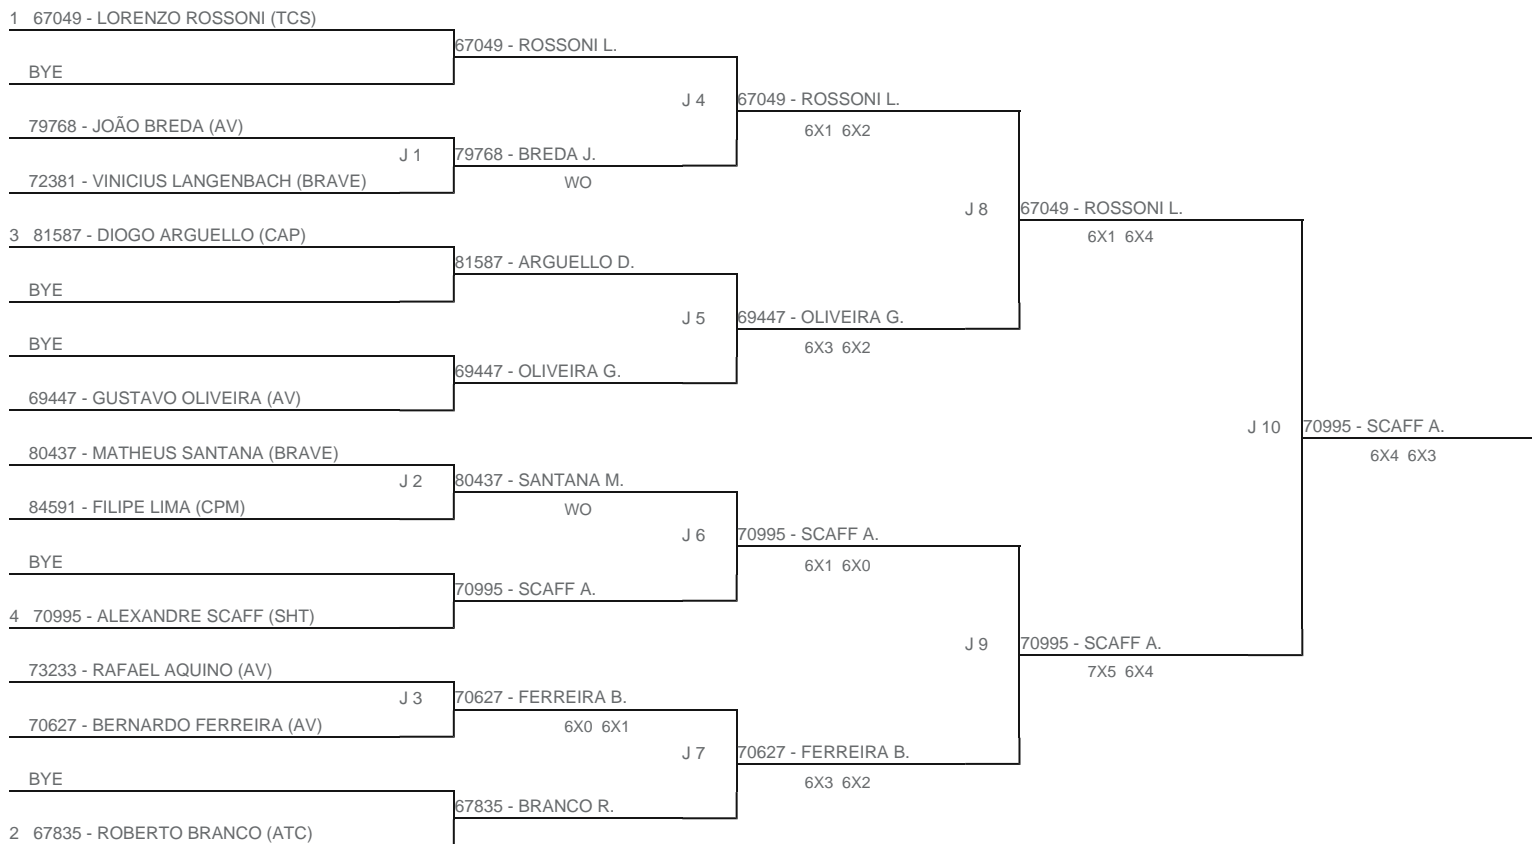 1 67049 - LORENZO ROSSONI (TCS)
67049 - ROSSONI L.
BYE
J 4
67049 - ROSSONI L.
6X1 6X2
79768 - JOÃO BREDA (AV)
J 1
79768 - BREDA J.
WO
72381 - VINICIUS LANGENBACH (BRAVE)
J 8
67049 - ROSSONI L.
6X1 6X4
3 81587 - DIOGO ARGUELLO (CAP)
81587 - ARGUELLO D.
BYE
J 5
69447 - OLIVEIRA G.
6X3 6X2
BYE
69447 - OLIVEIRA G.
69447 - GUSTAVO OLIVEIRA (AV)
J 10
70995 - SCAFF A.
6X4 6X3
80437 - MATHEUS SANTANA (BRAVE)
J 2
80437 - SANTANA M.
WO
84591 - FILIPE LIMA (CPM)
J 6
70995 - SCAFF A.
6X1 6X0
BYE
70995 - SCAFF A.
4 70995 - ALEXANDRE SCAFF (SHT)
J 9
70995 - SCAFF A.
7X5 6X4
73233 - RAFAEL AQUINO (AV)
J 3
70627 - FERREIRA B.
6X0 6X1
70627 - BERNARDO FERREIRA (AV)
J 7
70627 - FERREIRA B.
6X3 6X2
BYE
67835 - BRANCO R.
2 67835 - ROBERTO BRANCO (ATC)